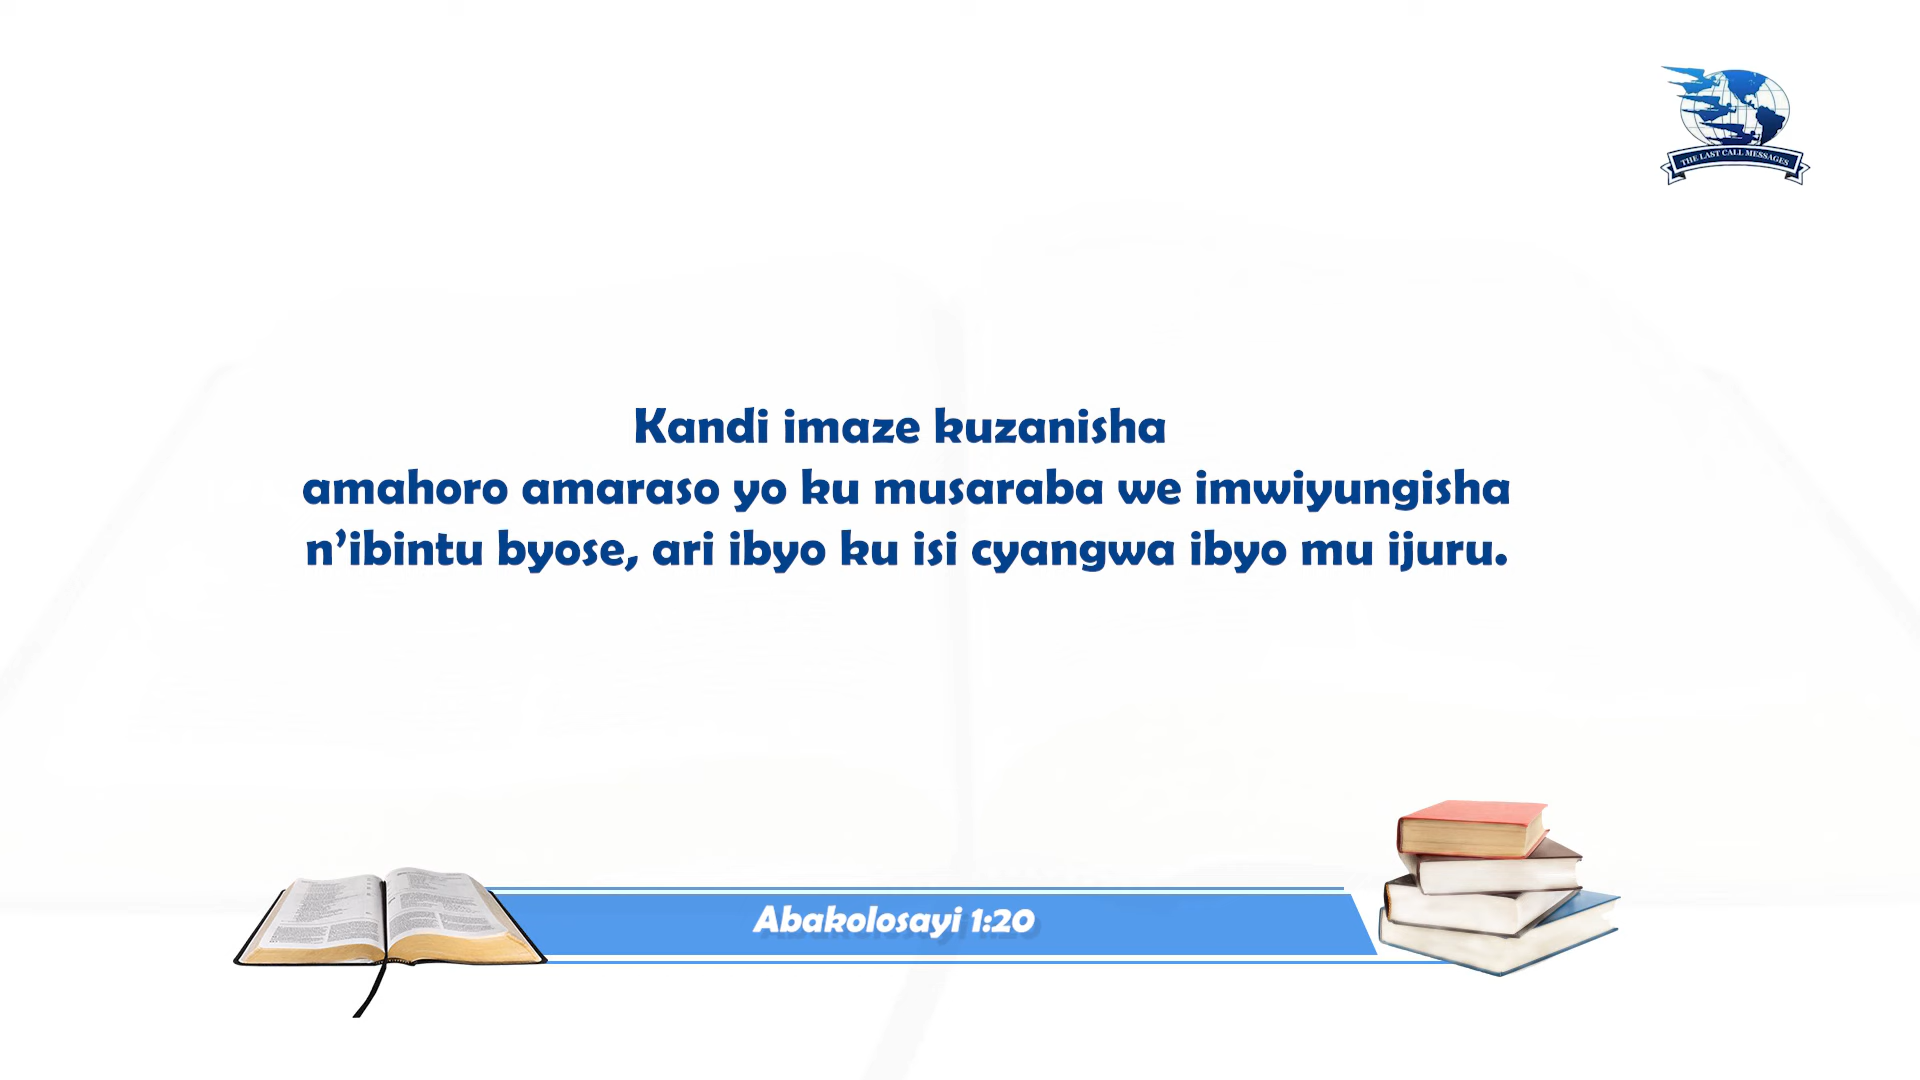 THE LAST CALL MESSAGES
Kandi imaze kuzanisha
amahoro amaraso yo ku musaraba we imwiyungisha
n’ibintu byose, ari ibyo ku isi cyangwa ibyo mu ijuru.
Abakolosayi 1:20